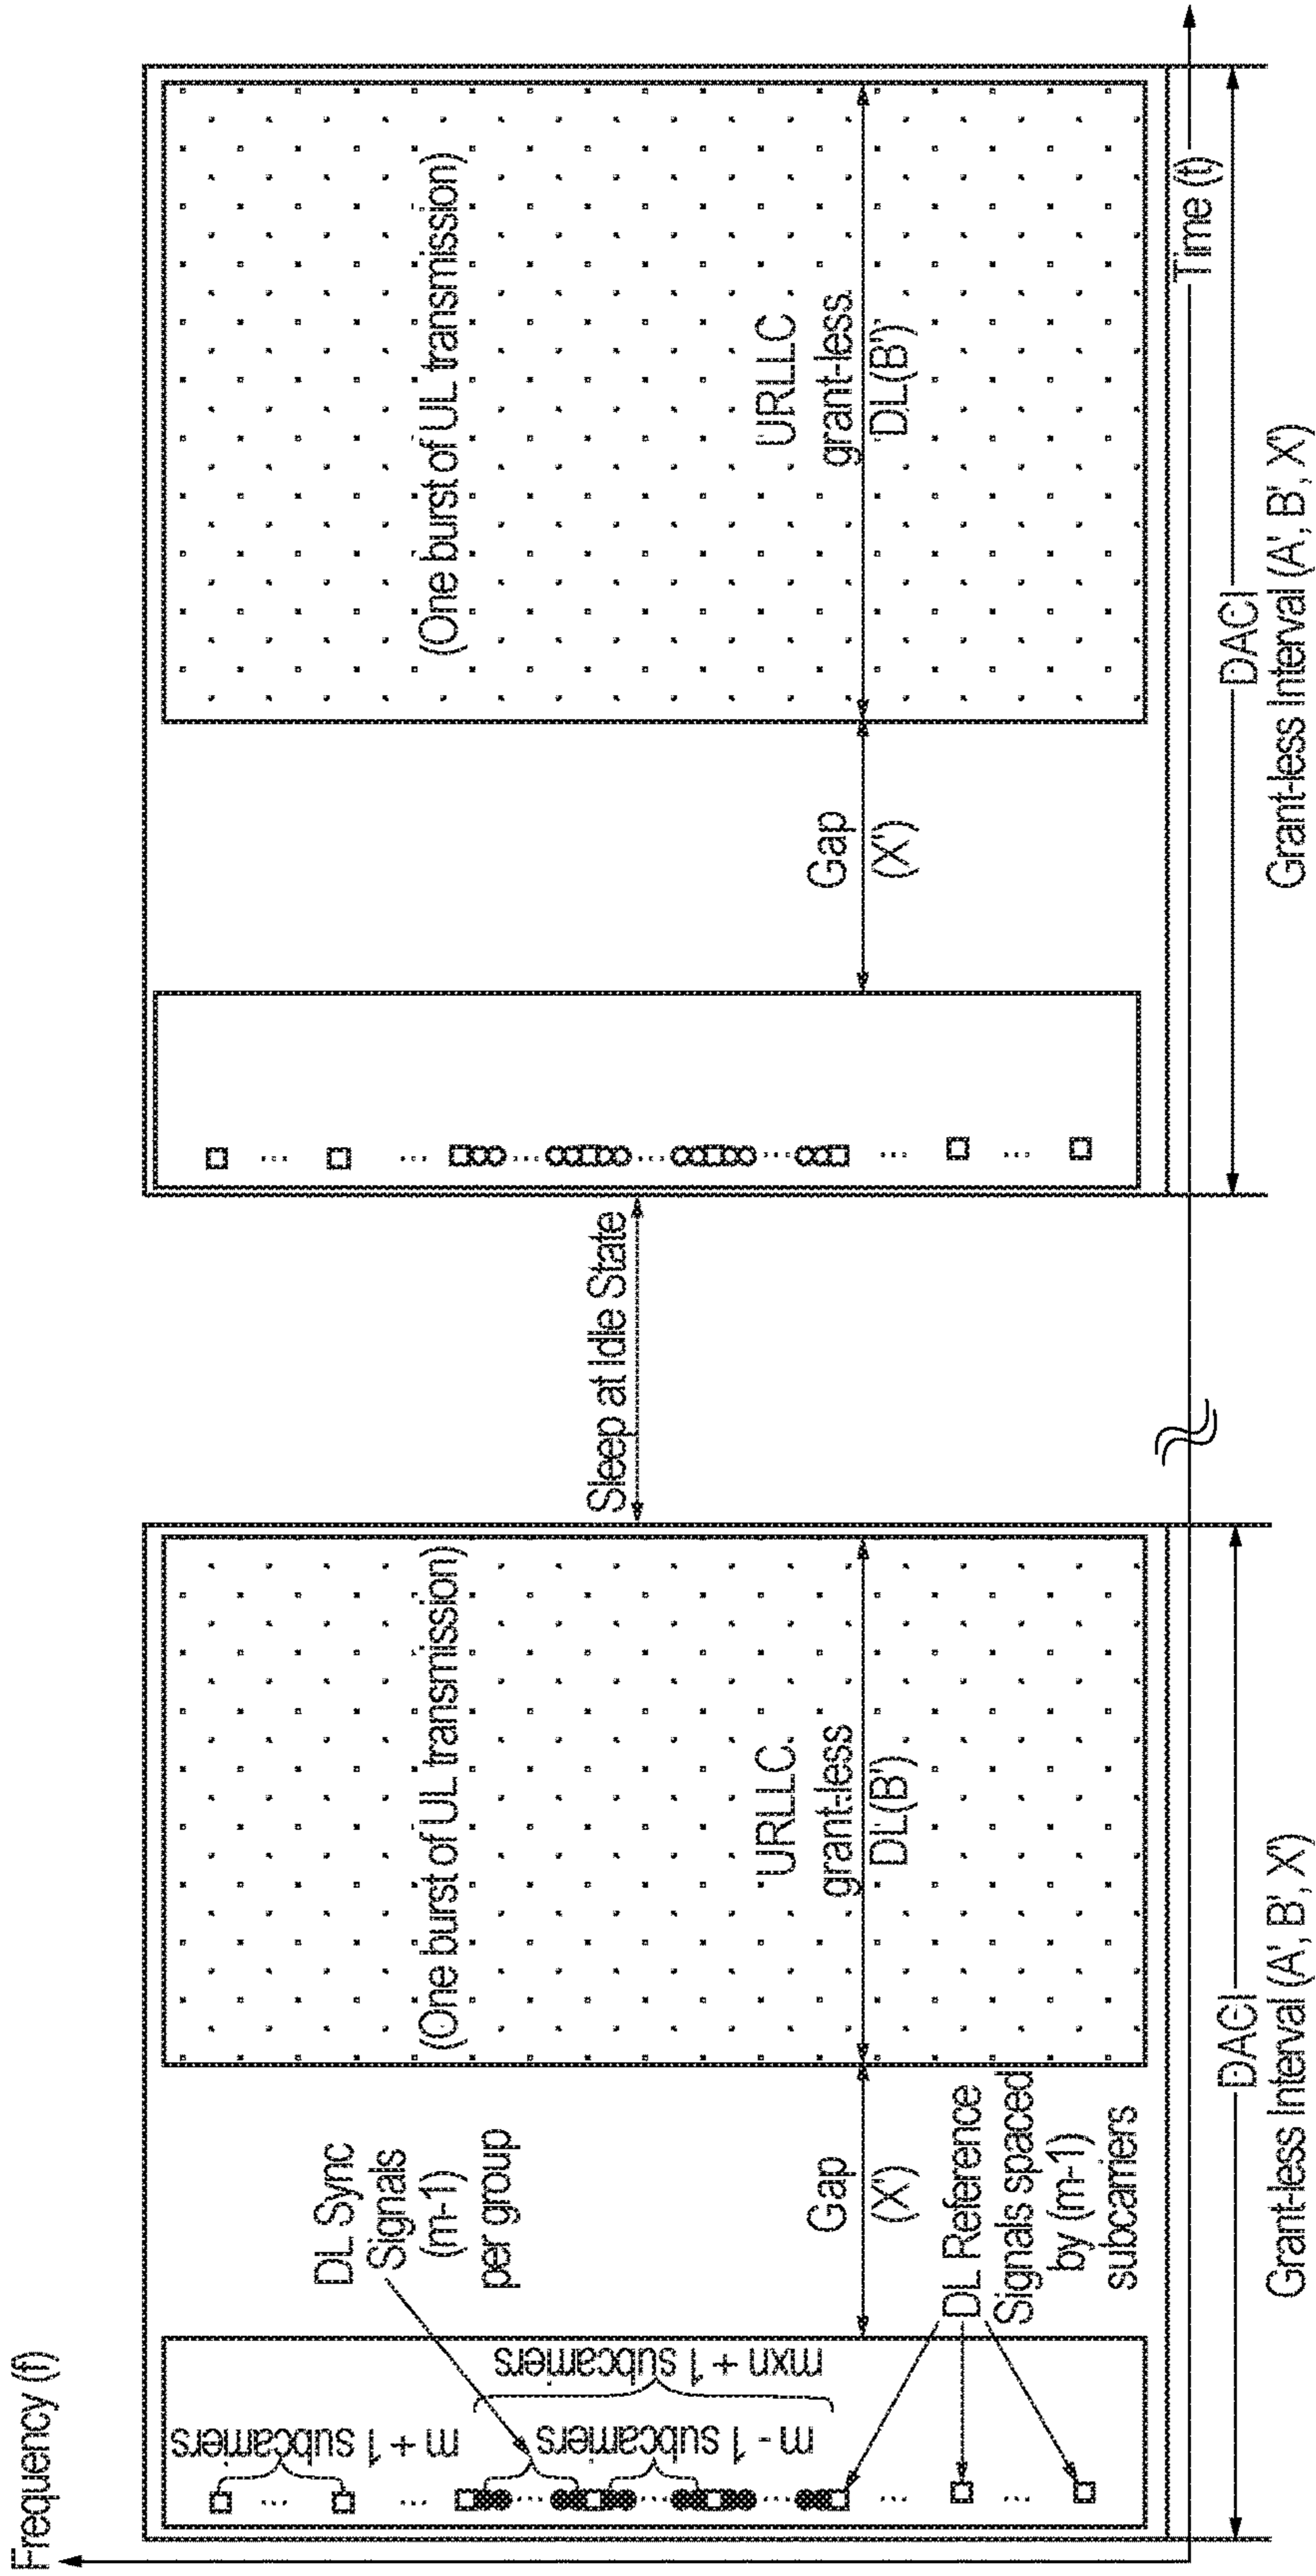 Frequency (f)
m + 1 subcarriers
m - 1 subcarriers
mxn + 1 subcarriers
DL Sync
Signals
(m-1)
per group
Gap
(X')
DL Reference
Signals spaced
by (m-1)
subcarriers
(One burst of UL transmission)
URLLC
grant-less
DL(B')
DACI
Grant-less Interval (A', B', X')
Sleep at Idle State
Gap
(X')
(One burst of UL transmission)
URLLC
grant-less
DL(B')
Time (t)
DACI
Grant-less Interval (A', B', X')